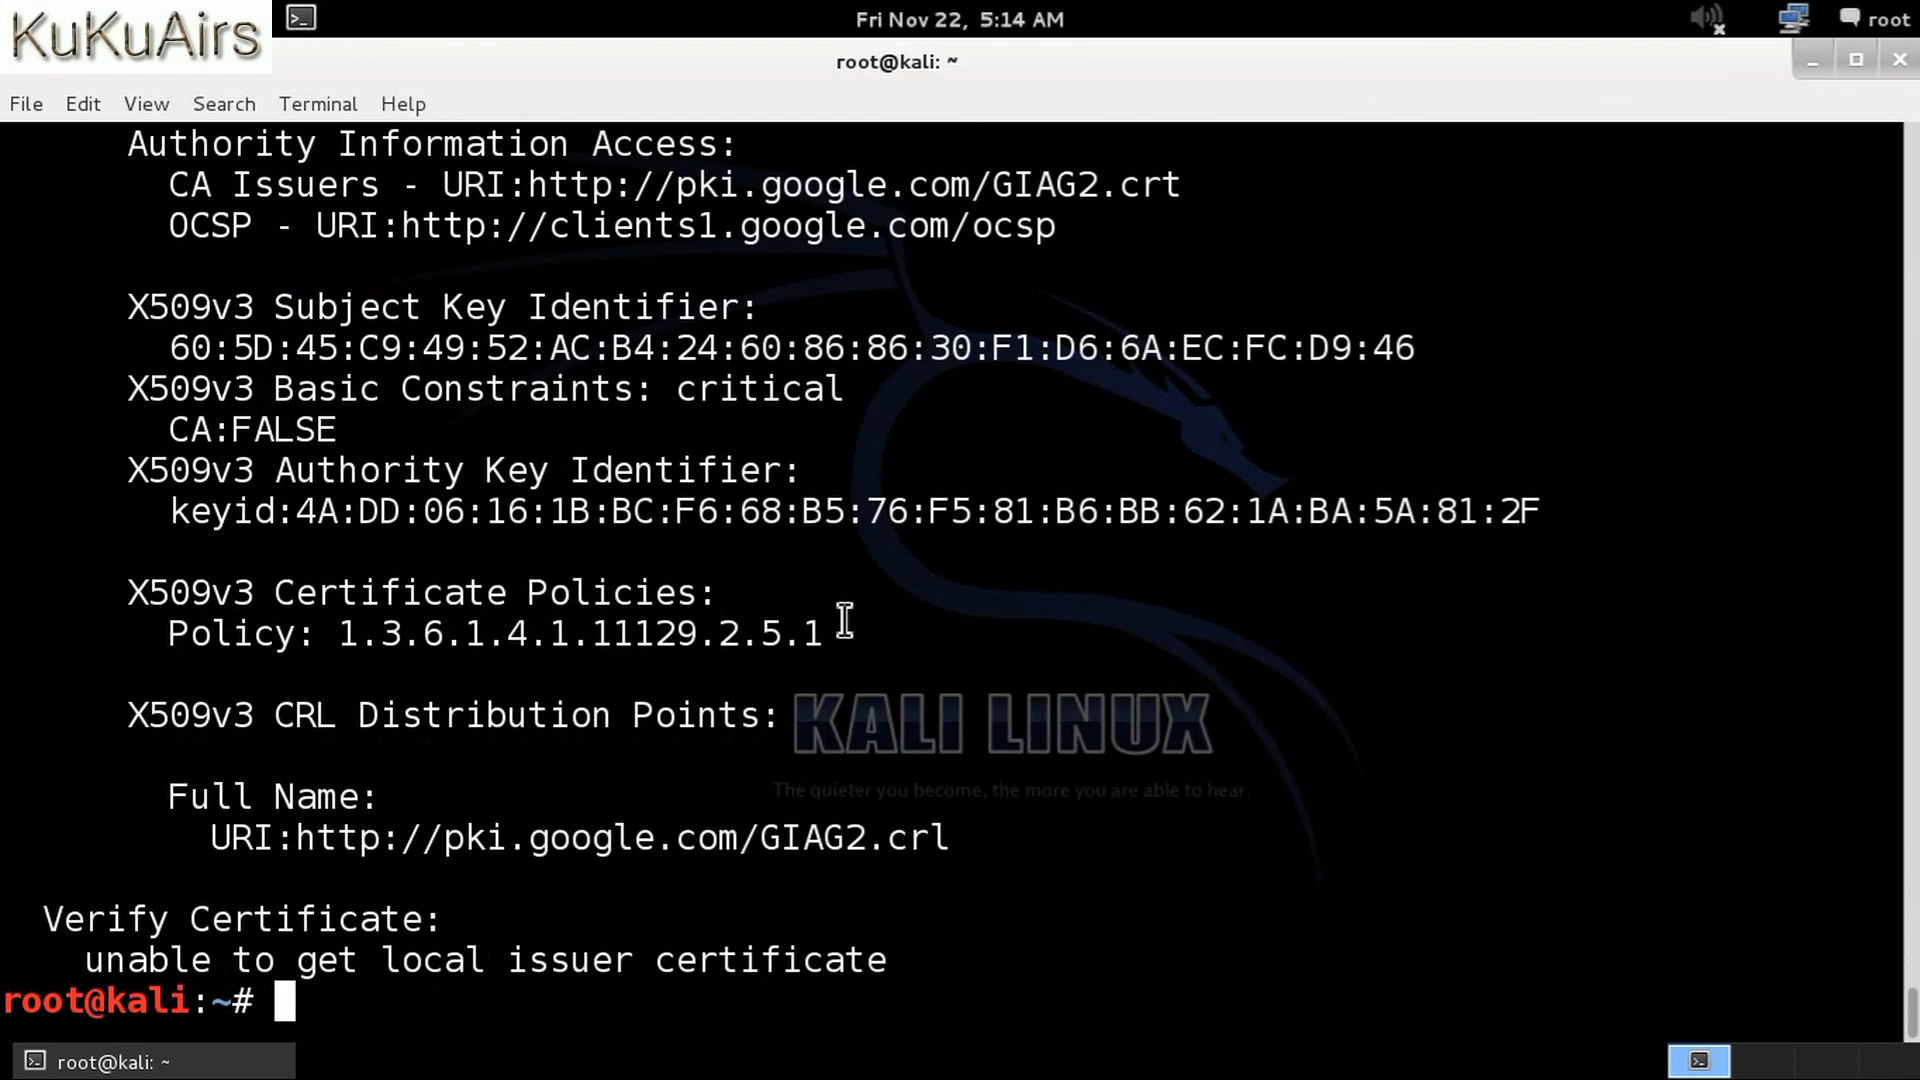 KuKuAirs
Fri Nov 22, 5:14 AM
root
root@kali: ~
File Edit View Search Terminal Help
Authority Information Access:
CA Issuers - URI:http://pki.google.com/GIAG2.crt
OCSP - URI:http://clients1.google.com/ocsp
X509v3 Subject Key Identifier:
60:5D:45:C9:49:52:AC:B4:24:60:86:86:30:F1:D6:6A:EC:FC:D9:46
X509v3 Basic Constraints: critical
CA:FALSE
X509v3 Authority Key Identifier:
keyid:4A:DD:06:16:1B:BC:F6:68:B5:76:F5:81:B6:BB:62:1A:BA:5A:81:2F
X509v3 Certificate Policies:
Policy: 1.3.6.1.4.1.11129.2.5.1
X509v3 CRL Distribution Points:
KALI LINUX
The quieter you become, the more you are able to hear.
Full Name:
URI:http://pki.google.com/GIAG2.crl
Verify Certificate:
unable to get local issuer certificate
root@kali:~#
root@kali: ~